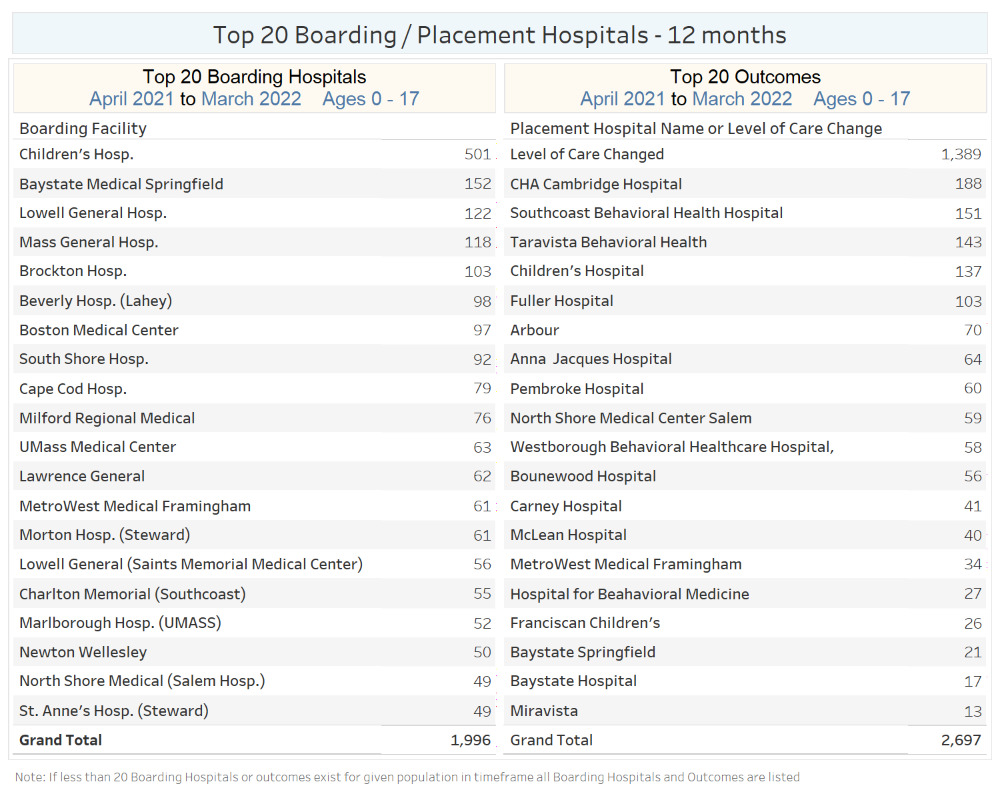 Top 20 Boarding / Placement Hospitals - 12 months
Top 20 Boarding Hospitals
April 2021 to March 2022 Ages 0 - 17
Boarding Facility
Children's Hosp. 501
Baystate Medical Springfield 152
Lowell General Hosp. 122
Mass General Hosp. 118
Brockton Hosp. 103
Beverly Hosp. (Lahey) 98
Boston Medical Center 97
South Shore Hosp. 92
Cape Cod Hosp. 79
Milford Regional Medical 76
UMass Medical Center 63
Lawrence General 62
MetroWest Medical Framingham 61
Morton Hosp. (Steward) 61
Lowell General (Saints Memorial Medical Center) 56
Charlton Memorial (Southcoast) 55
Marlborough Hosp. (UMASS) 52
Newton Wellesley 50
North Shore Medical (Salem Hosp.) 49
St. Anne's Hosp. (Steward) 49
Grand Total 1,996
Top 20 Outcomes
April 2021 to March 2022 Ages 0 - 17
Placement Hospital Name or Level of Care Change
Level of Care Changed 1,389
CHA Cambridge Hospital 188
Southcoast Behavioral Health Hospital 151
Taravista Behavioral Health 143
Children's Hospital 137
Fuller Hospital 103
Arbour 70
Anna  Jacques Hospital 64
Pembroke Hospital 60
North Shore Medical Center Salem 59
Westborough Behavioral Healthcare Hospital, 58
Bounewood Hospital 56
Carney Hospital 41
McLean Hospital 40
MetroWest Medical Framingham 34
Hospital for Beahavioral Medicine 27
Franciscan Children's 26
Baystate Springfield 21
Baystate Hospital 17
Miravista 13
Grand Total 2,697
Note: If less than 20 Boarding Hospitals or outcomes exist for given population in timeframe all Boarding Hospitals and Outcomes are listed